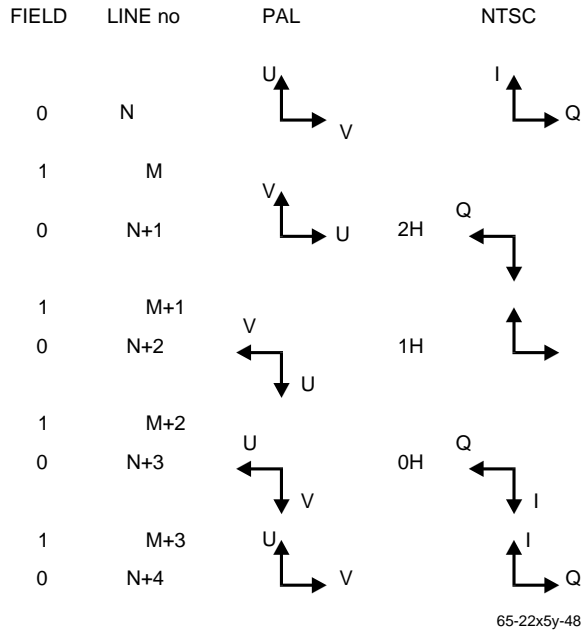 FIELD LINE no PAL NTSC
U I
0 N V Q
1 M
V Q
0 N+1 U 2H
1 M+1
V
0 N+2 1H
U
1 M+2
U Q
0 N+3 0H
V I
1 M+3 U I
0 N+4 V Q
65-22x5y-48